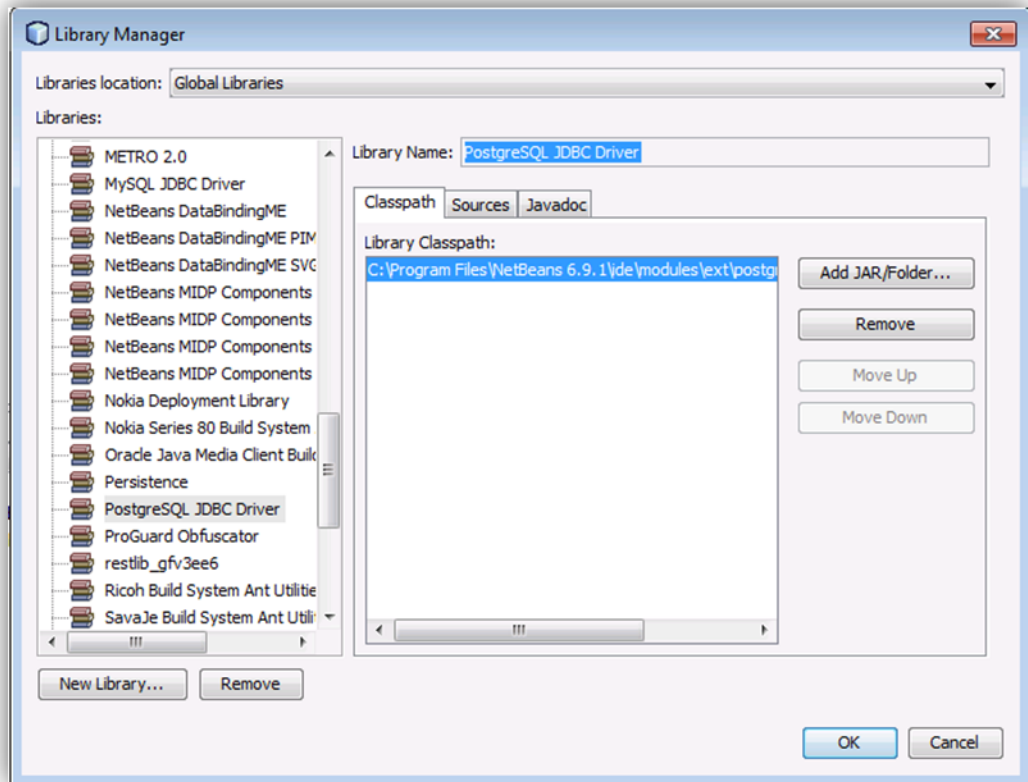 Library Manager
Libraries location: Global Libraries
Libraries:
METRO 2.0
MySQL JDBC Driver
NetBeans DataBindingME
NetBeans DataBindingME PIM
NetBeans DataBindingME SVG
NetBeans MIDP Components
NetBeans MIDP Components
NetBeans MIDP Components
NetBeans MIDP Components
Nokia Deployment Library
Nokia Series 80 Build System
Oracle Java Media Client Build
Persistence
PostgreSQL JDBC Driver
ProGuard Obfuscator
restlib_gfv3ee6
Ricoh Build System Ant Utilitie
SavaJe Build System Ant Utili
New Library...
Remove
Library Name: PostgreSQL JDBC Driver
Classpath Sources Javadoc
Library Classpath:
C:\Program Files\NetBeans 6.9.1\ide\modules\ext\postg
Add JAR/Folder...
Remove
Move Up
Move Down
OK
Cancel